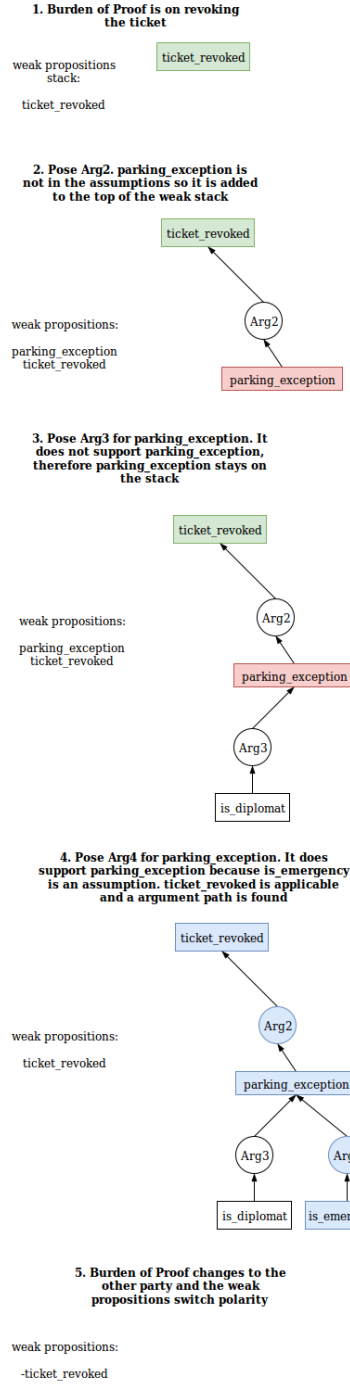 1. Burden of Proof is on revoking
the ticket
weak propositions
stack:
ticket_revoked
ticket_revoked
2. Pose Arg2. parking_exception is
not in the assumptions so it is added
to the top of the weak stack
ticket_revoked
Arg2
weak propositions:
parking_exception
ticket_revoked
parking_exception
3. Pose Arg3 for parking_exception. It
does not support parking_exception,
therefore parking_exception stays on
the stack
ticket_revoked
Arg2
weak propositions:
parking_exception
ticket_revoked
parking_exception
Arg3
is_diplomat
4. Pose Arg4 for parking_exception. It does
support parking_exception because is_emergency
is an assumption. ticket_revoked is applicable
and a argument path is found
ticket_revoked
Arg2
weak propositions:
ticket_revoked
parking_exception
Arg3
is_diplomat
5. Burden of Proof changes to the
other party and the weak
propositions switch polarity
weak propositions:
-ticket_revoked